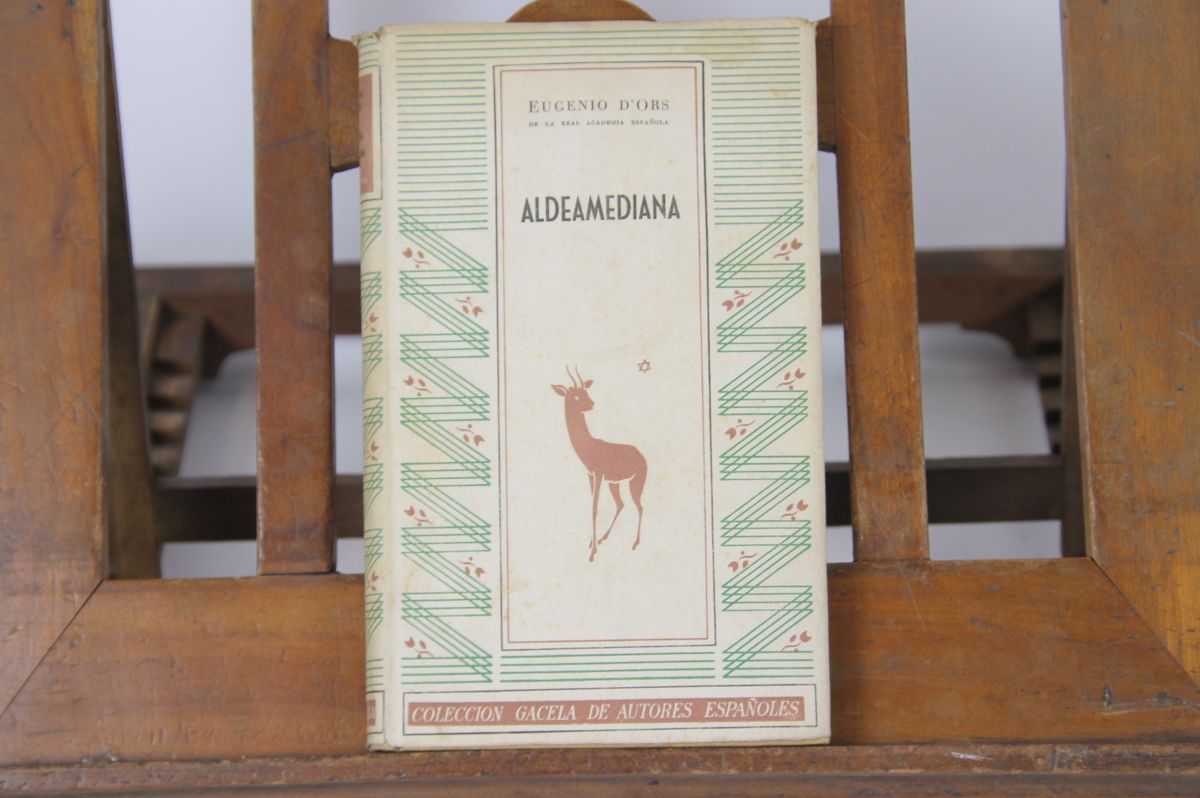 EUGENIO D'ORS
DE LA REAL ACADEMIA ESPAÑOLA
ALDEAMEDIANA
COLECCION GACELA DE AUTORES ESPAÑOLES